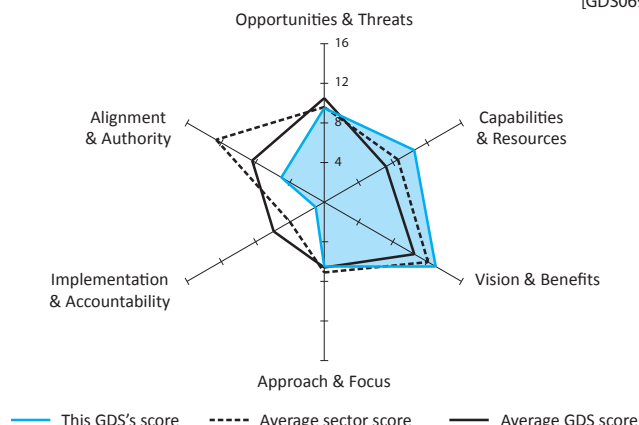 [GDS069
Opportunities & Threats
16
12
8
4
Alignment
& Authority
Capabilities
& Resources
Implementation
& Accountability
Vision & Benefits
Approach & Focus
This GDS's score
Average sector score
Average GDS score